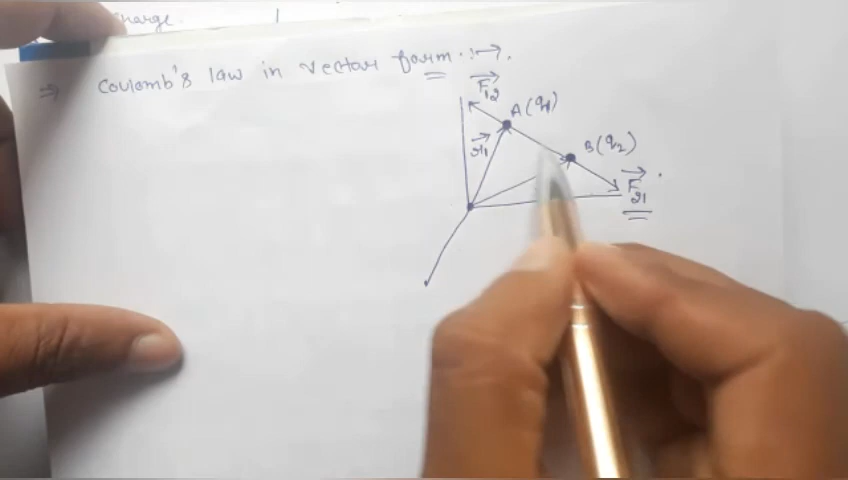 charge.
⇒ Coulomb's law in vector form :→.
F₁₂
A(q₁)
r₁
B(q₂)
F₂₁